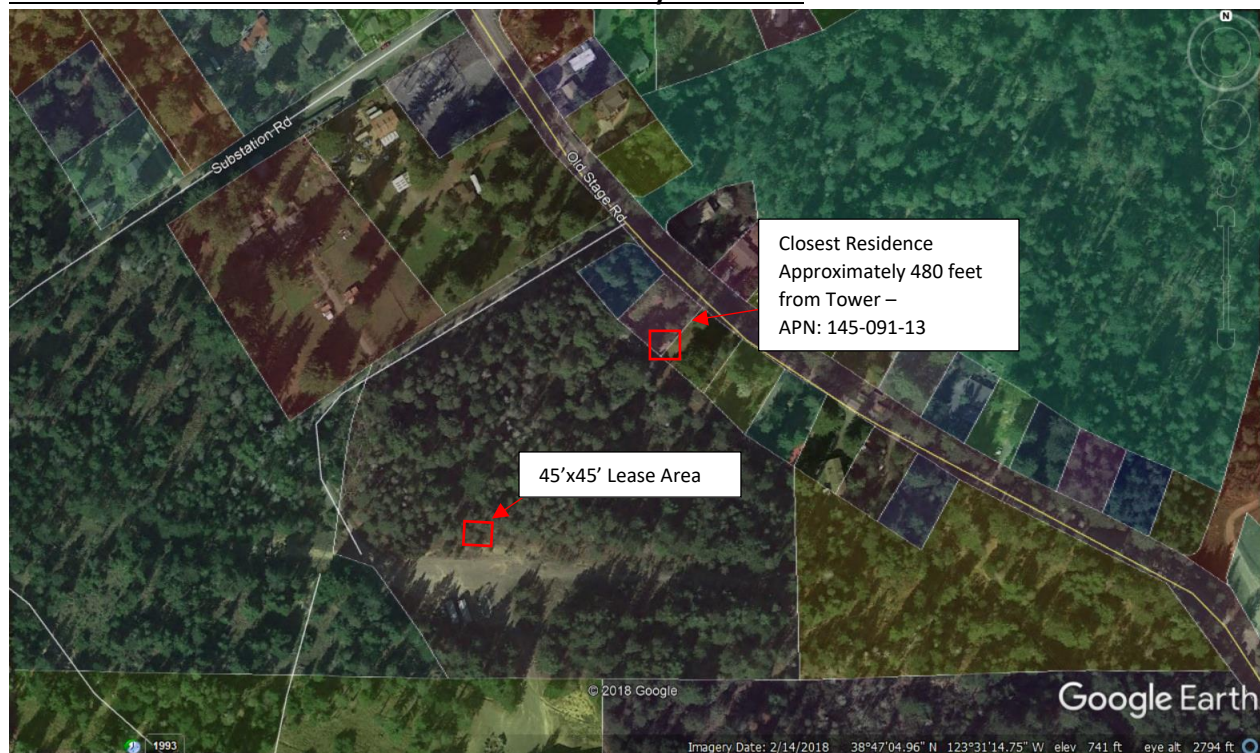 N
Substation Rd
Old Stage Rd
Closest Residence
Approximately 480 feet
from Tower –
APN: 145-091-13
45’x45’ Lease Area
© 2018 Google
Google Earth
1993
Imagery Date: 2/14/2018 38°47'04.96" N 123°31'14.75" W elev 741 ft eye alt 2794 ft